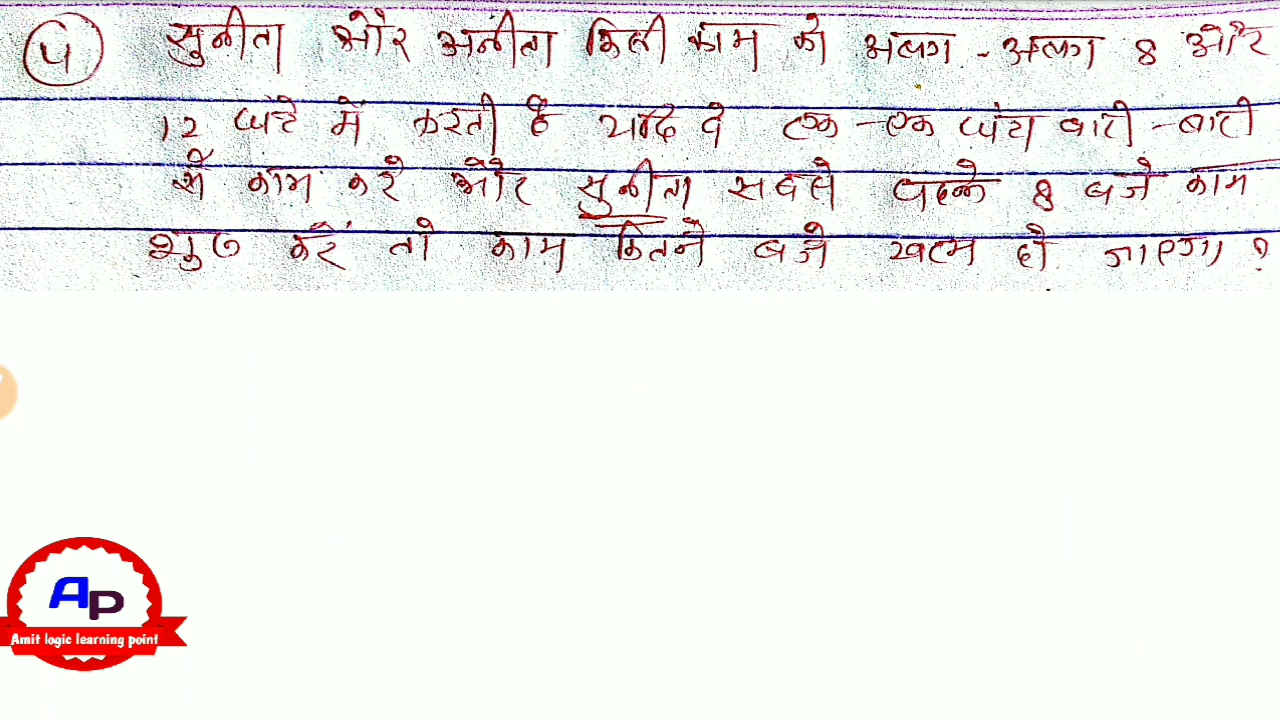 ५ सुनीता और अनीता किसी काम को अलग - अलग 8 और
12 घंटे में करती है यदि वे एक - एक घंटा बारी - बारी
से काम करे और सुनीता सबसे पहले 8 बजे काम
शुरु करें तो काम कितने बजे खत्म हो जाएगा ?
AP
Amit logic learning point